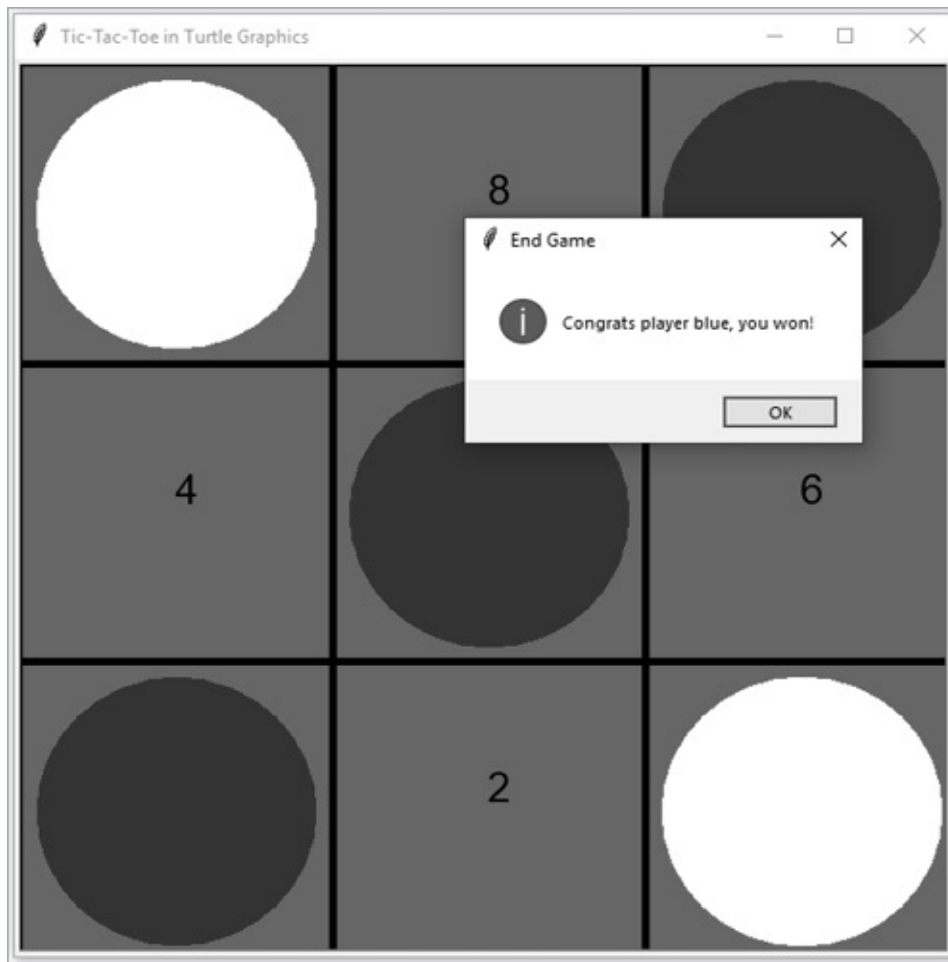 Tic-Tac-Toe in Turtle Graphics
8
End Game
i
Congrats player blue, you won!
OK
4
6
2